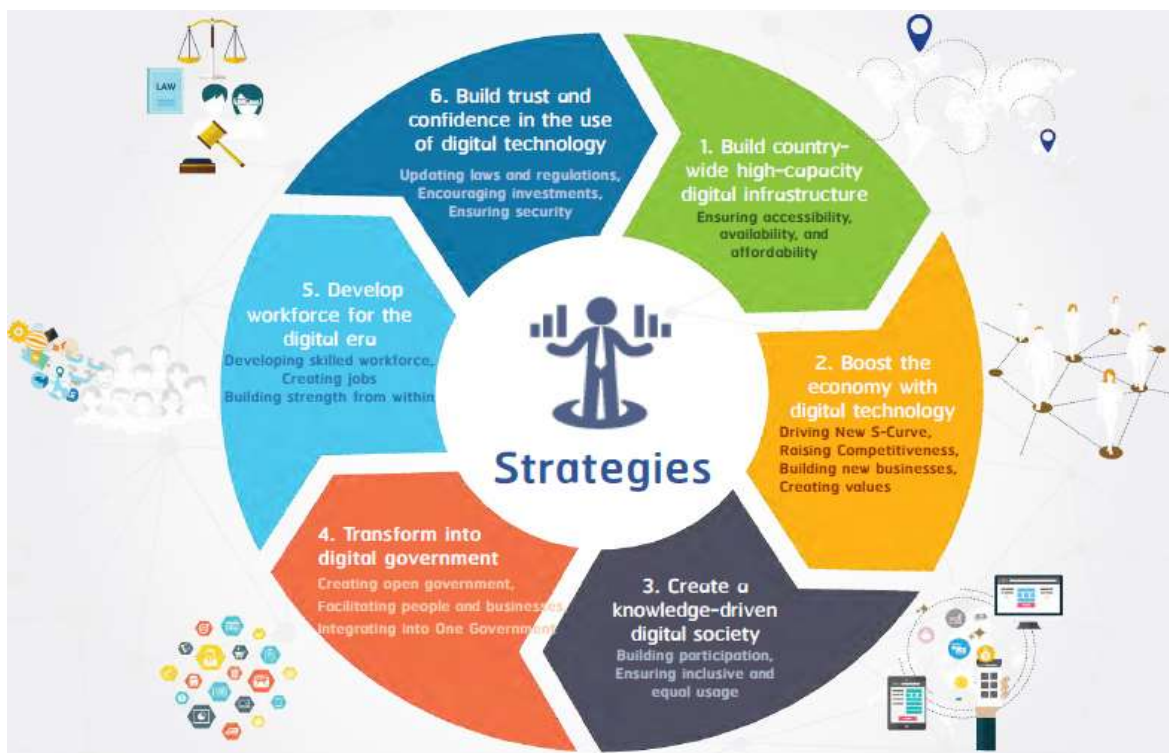 LAW
6. Build trust and
confidence in the use
of digital technology
Updating laws and regulations,
Encouraging investments,
Ensuring security
1. Build country-
wide high-capacity
digital infrastructure
Ensuring accessibility,
availability, and
affordability
2. Boost the
economy with
digital technology
Driving New S-Curve,
Raising Competitiveness,
Building new businesses,
Creating values
3. Create a
knowledge-driven
digital society
Building participation,
Ensuring inclusive and
equal usage
4. Transform into
digital government
Creating open government,
Facilitating people and businesses,
Integrating into One Government
5. Develop
workforce for the
digital era
Developing skilled workforce,
Creating jobs
Building strength from within
Strategies